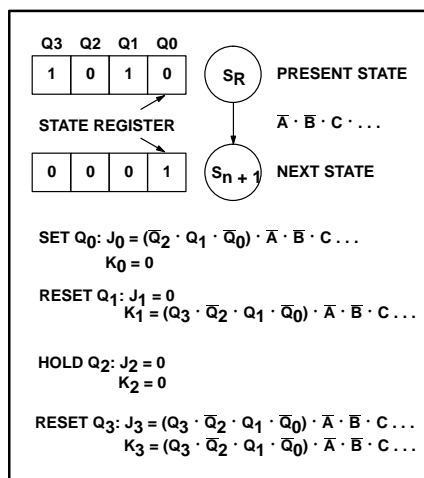 Q3 Q2 Q1 Q0
1 0 1 0 SR PRESENT STATE
STATE REGISTER A̅ · B̅ · C · . . .
0 0 0 1 Sn + 1 NEXT STATE
SET Q0: J0 = (Q̅2 · Q1 · Q̅0) · A̅ · B̅ · C . . .
K0 = 0
RESET Q1: J1 = 0
K1 = (Q3 · Q̅2 · Q1 · Q̅0) · A̅ · B̅ · C . . .
HOLD Q2: J2 = 0
K2 = 0
RESET Q3: J3 = (Q3 · Q̅2 · Q1 · Q̅0) · A̅ · B̅ · C . . .
K3 = (Q3 · Q̅2 · Q1 · Q̅0) · A̅ · B̅ · C . . .